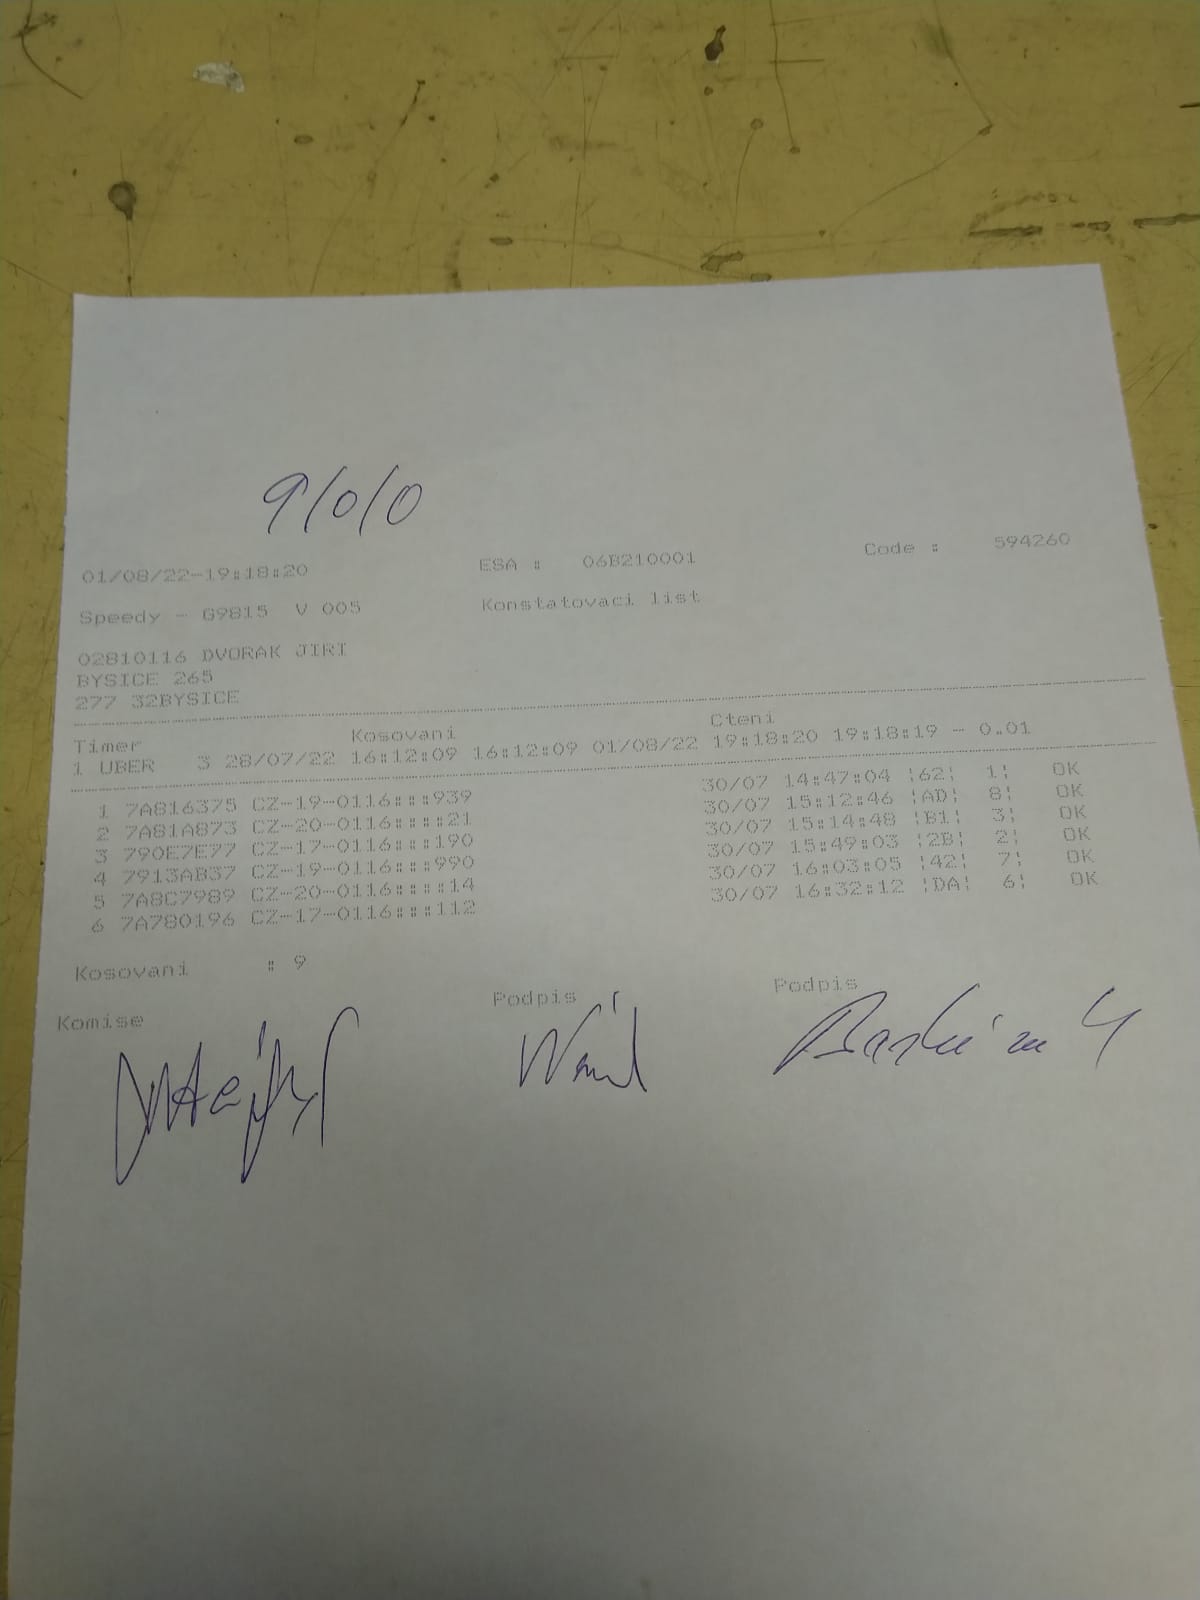 9/0/0
01/08/22-19:18:20 ESA : 06B210001 Code : 594260
Speedy - G9815 V 005 Konstatovaci list
02810116 DVORAK JIRI
BYSICE 265
277 32BYSICE
Timer Kosovani Cteni
1 UBER 3 28/07/22 16:12:09 16:12:09 01/08/22 19:18:20 19:18:19 - 0.01
1 7A816375 CZ-19-0116:::939 30/07 14:47:04 ¦62¦ 1¦ OK
2 7A81A873 CZ-20-0116::::21 30/07 15:12:46 ¦AD¦ 8¦ OK
3 790E7E77 CZ-17-0116:::190 30/07 15:14:48 ¦B1¦ 3¦ OK
4 7913AB37 CZ-19-0116:::990 30/07 15:49:03 ¦2B¦ 2¦ OK
5 7A8C7989 CZ-20-0116::::14 30/07 16:03:05 ¦42¦ 7¦ OK
6 7A780196 CZ-17-0116:::112 30/07 16:32:12 ¦DA¦ 6¦ OK
Kosovani : 9
Komise Podpis Podpis